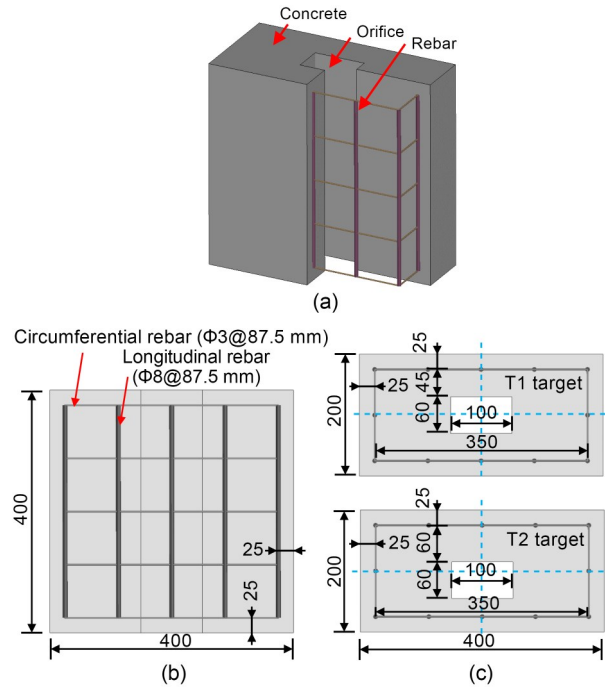 Concrete
Orifice
Rebar
(a)
Circumferential rebar (Φ3@87.5 mm)
Longitudinal rebar
(Φ8@87.5 mm)
400
25
25
400
(b)
25
T1 target
25
45
200
60
100
350
25
T2 target
25
60
200
60
100
350
400
(c)